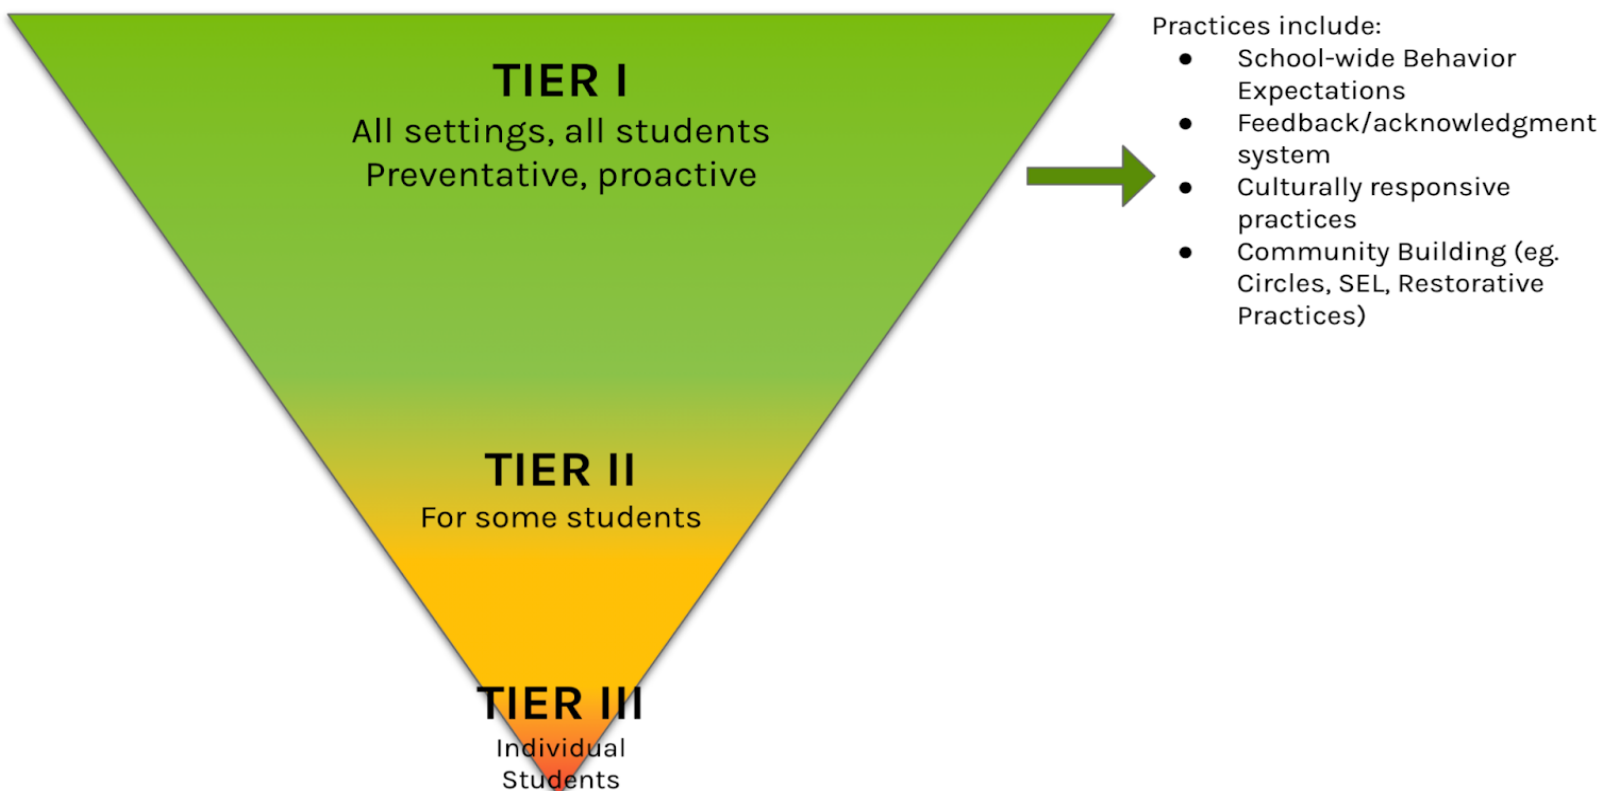 TIER I
All settings, all students
Preventative, proactive
TIER II
For some students
TIER III
Individual
Students
Practices include:
● School-wide Behavior
Expectations
● Feedback/acknowledgment
system
● Culturally responsive
practices
● Community Building (eg.
Circles, SEL, Restorative
Practices)